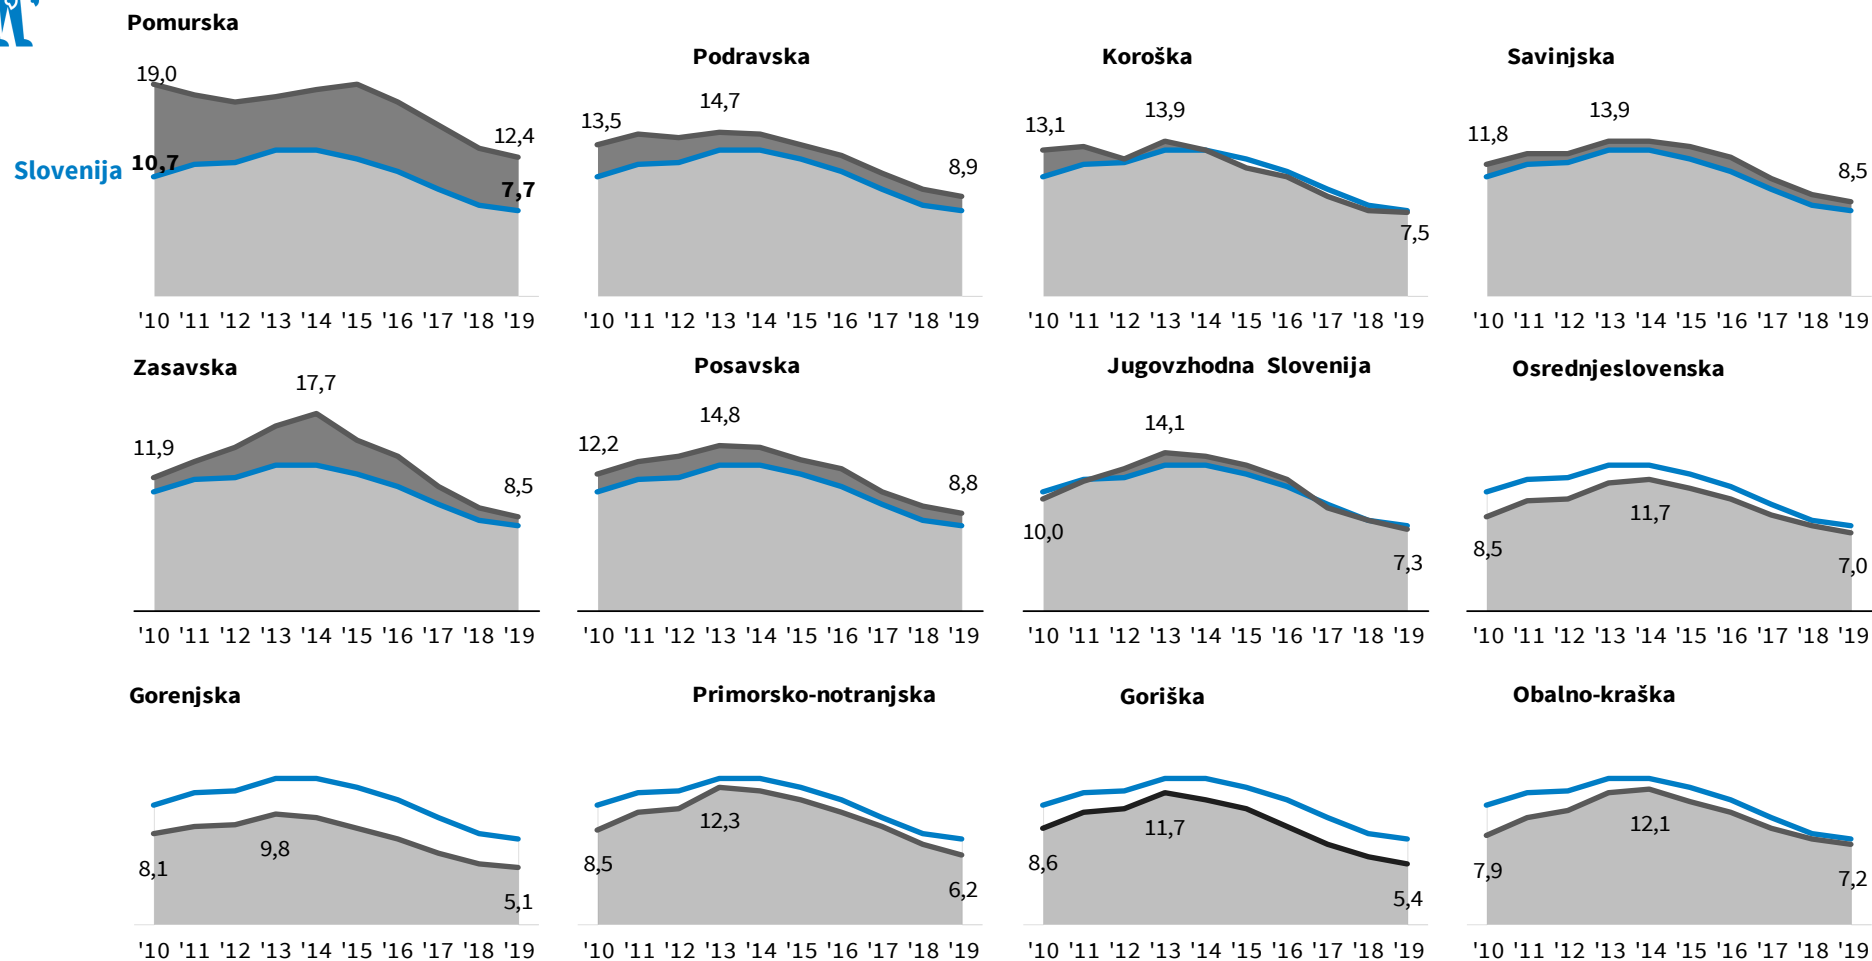 Pomurska
Podravska
Koroška
Savinjska
19,0
12,4
Slovenija
10,7
7,7
13,5
14,7
8,9
13,1
13,9
7,5
11,8
13,9
8,5
'10 '11 '12 '13 '14 '15 '16 '17 '18 '19
'10 '11 '12 '13 '14 '15 '16 '17 '18 '19
'10 '11 '12 '13 '14 '15 '16 '17 '18 '19
'10 '11 '12 '13 '14 '15 '16 '17 '18 '19
Zasavska
Posavska
Jugovzhodna Slovenija
Osrednjeslovenska
11,9
17,7
8,5
12,2
14,8
8,8
10,0
14,1
7,3
8,5
11,7
7,0
'10 '11 '12 '13 '14 '15 '16 '17 '18 '19
'10 '11 '12 '13 '14 '15 '16 '17 '18 '19
'10 '11 '12 '13 '14 '15 '16 '17 '18 '19
'10 '11 '12 '13 '14 '15 '16 '17 '18 '19
Gorenjska
Primorsko-notranjska
Goriška
Obalno-kraška
8,1
9,8
5,1
8,5
12,3
6,2
8,6
11,7
5,4
7,9
12,1
7,2
'10 '11 '12 '13 '14 '15 '16 '17 '18 '19
'10 '11 '12 '13 '14 '15 '16 '17 '18 '19
'10 '11 '12 '13 '14 '15 '16 '17 '18 '19
'10 '11 '12 '13 '14 '15 '16 '17 '18 '19